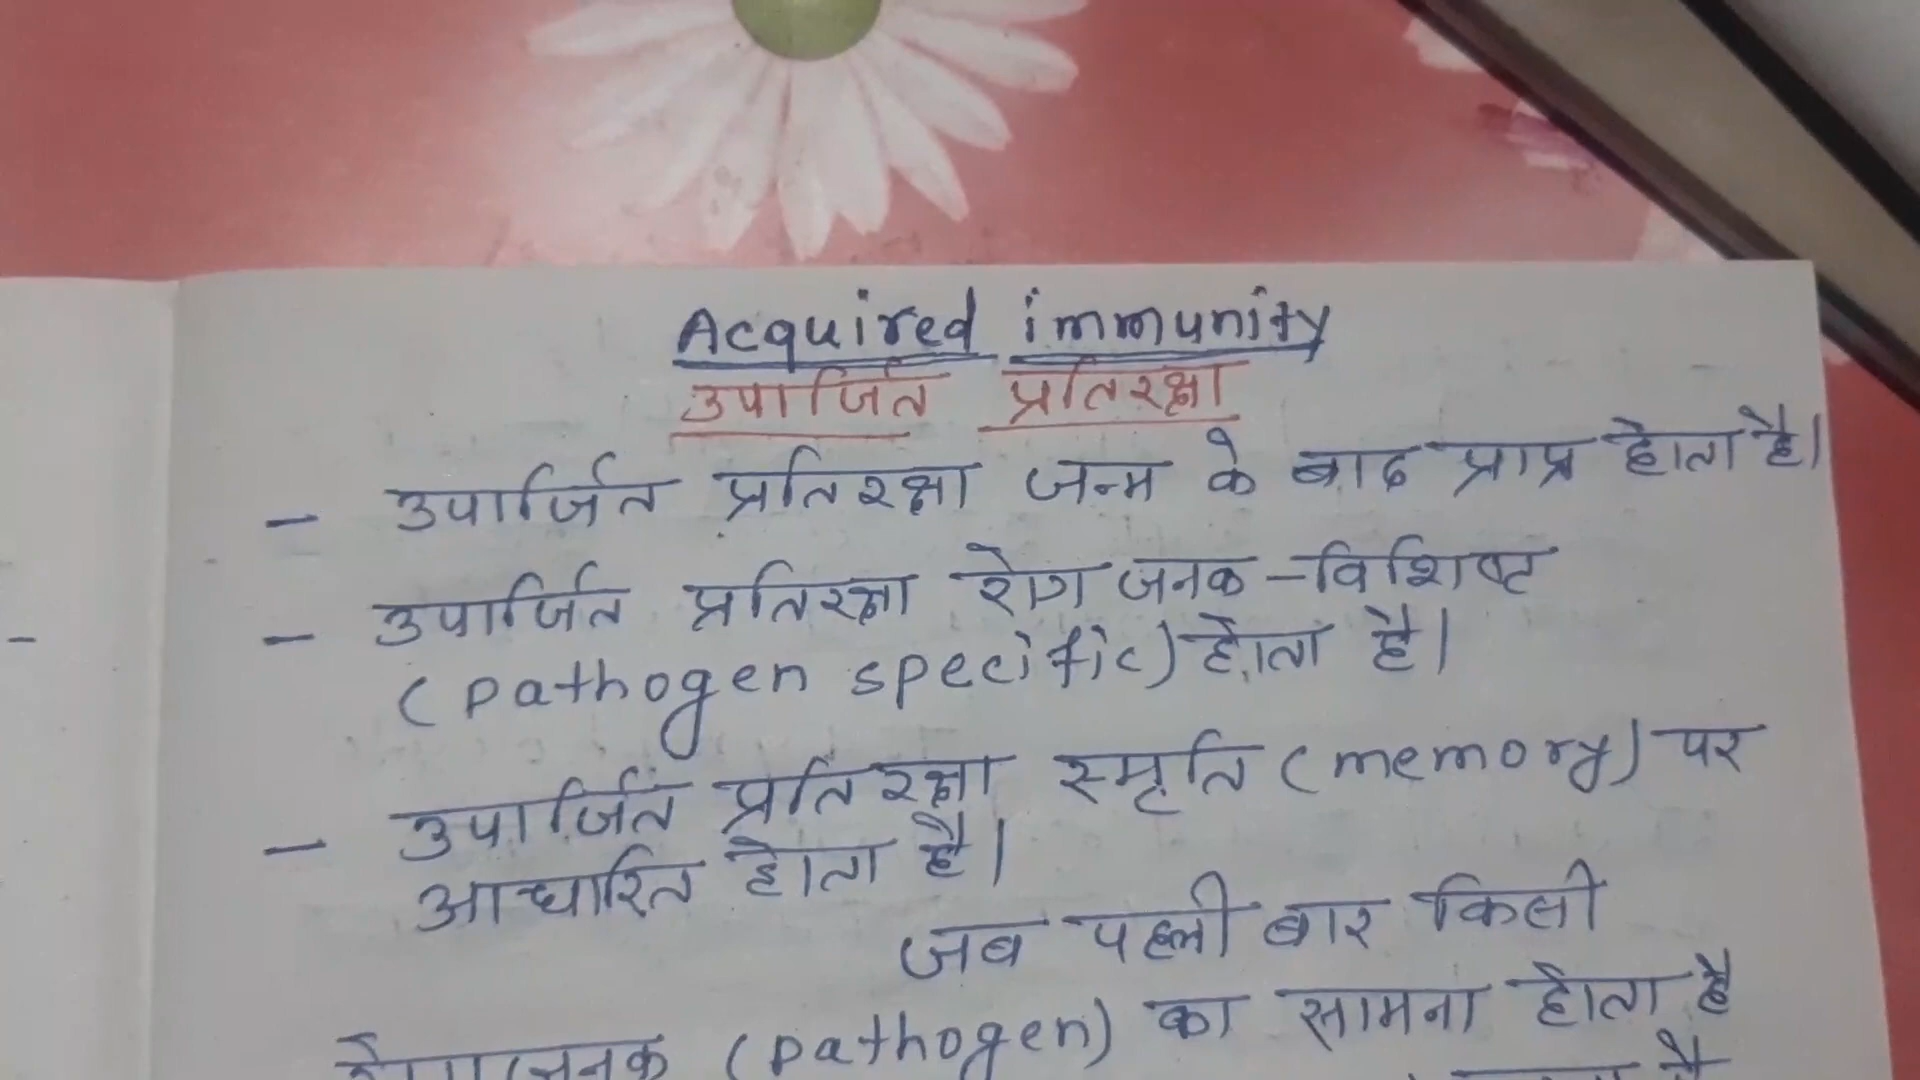 Acquired immunity
उपार्जित प्रतिरक्षा
- उपार्जित प्रतिरक्षा जन्म के बाद प्राप्त होता है।
- उपार्जित प्रतिरक्षा रोग जनक-विशिष्ट
(pathogen specific) होता है।
- उपार्जित प्रतिरक्षा स्मृति (memory) पर
आधारित होता है।
जब पहली बार किसी
रोगजनक (pathogen) का सामना होता है
है